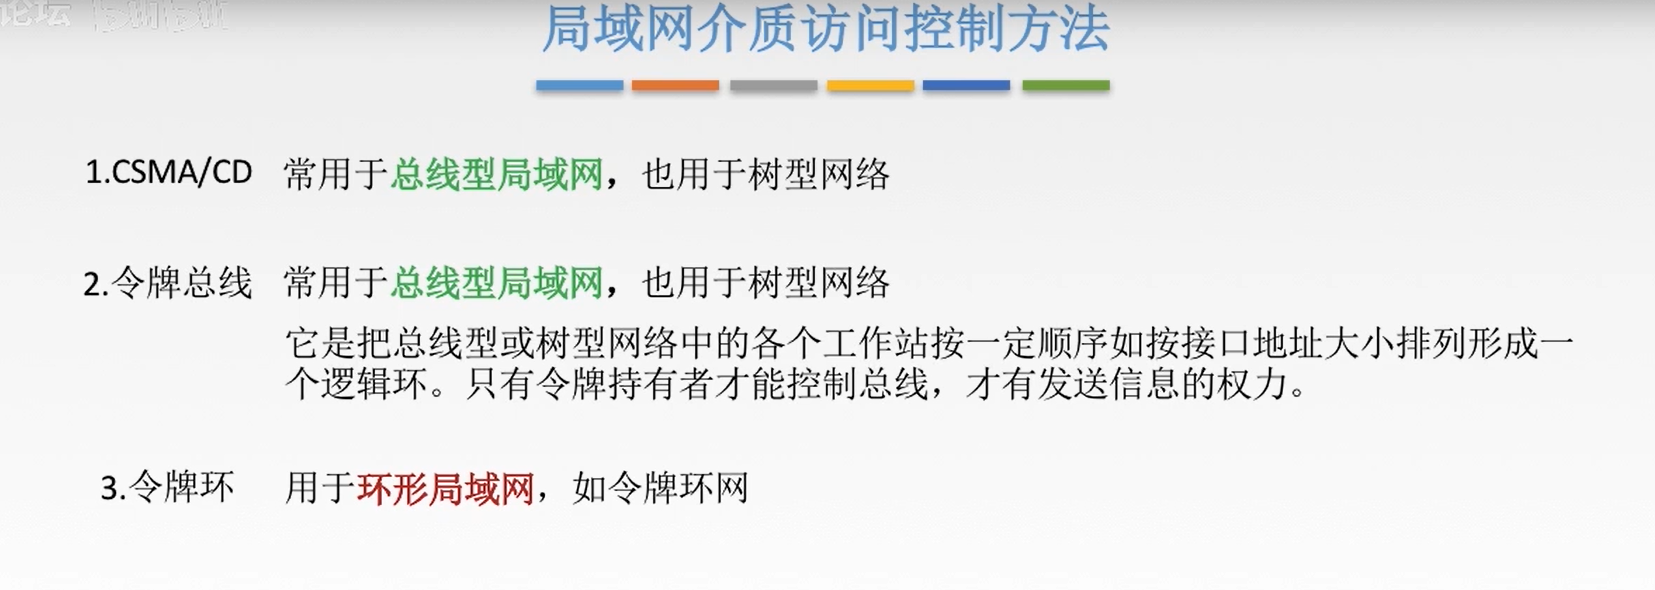 论坛 bilibili
局域网介质访问控制方法
1.CSMA/CD 常用于总线型局域网，也用于树型网络
2.令牌总线 常用于总线型局域网，也用于树型网络
它是把总线型或树型网络中的各个工作站按一定顺序如按接口地址大小排列形成一
个逻辑环。只有令牌持有者才能控制总线，才有发送信息的权力。
3.令牌环 用于环形局域网，如令牌环网